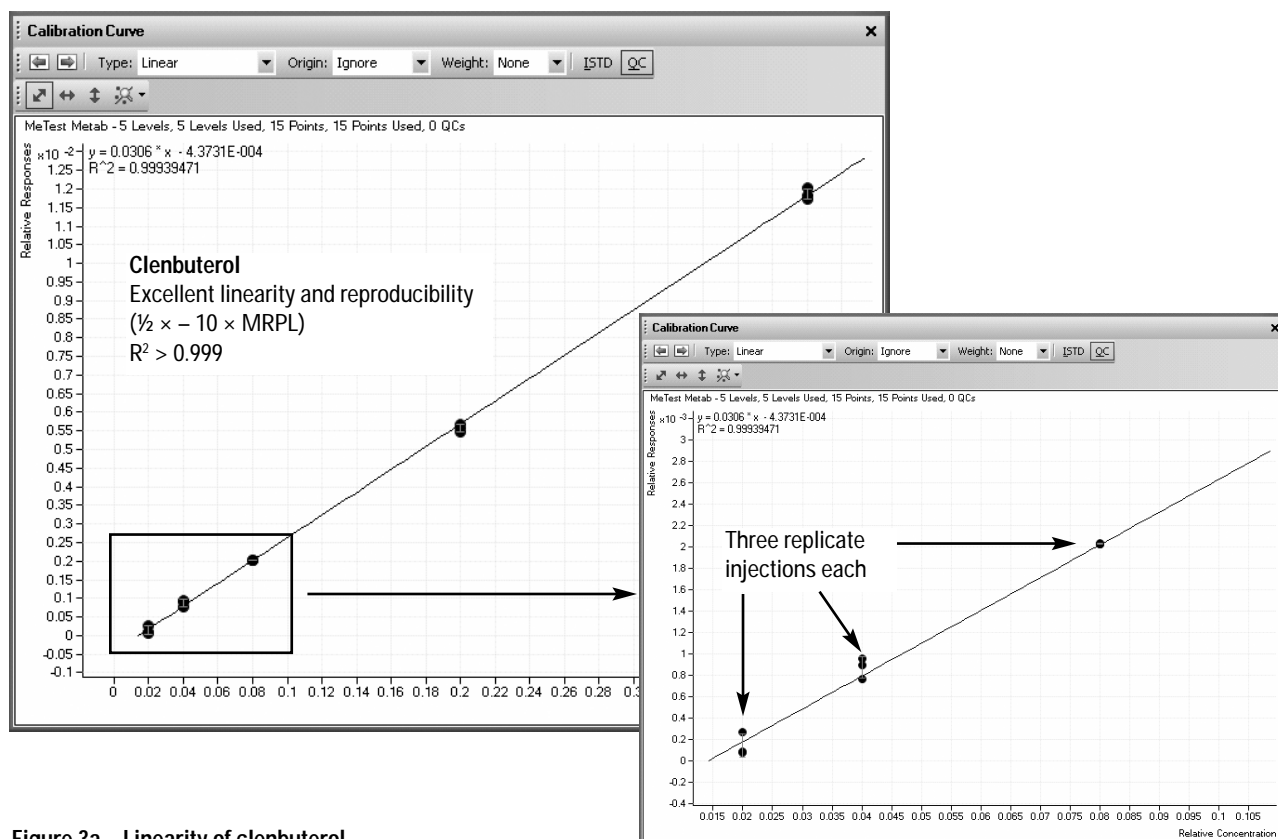 Calibration Curve
Type: Linear Origin: Ignore Weight: None ISTD QC
MeTest Metab - 5 Levels, 5 Levels Used, 15 Points, 15 Points Used, 0 QCs
Relative Responses
x10 -2
y = 0.0306 * x - 4.3731E-004
R^2 = 0.99939471
1.25
1.2
1.15
1.1
1.05
1
0.95
0.9
0.85
0.8
0.75
0.7
0.65
0.6
0.55
0.5
0.45
0.4
0.35
0.3
0.25
0.2
0.15
0.1
0.05
0
-0.05
-0.1
Clenbuterol
Excellent linearity and reproducibility
(½ × – 10 × MRPL)
R² > 0.999
0 0.02 0.04 0.06 0.08 0.1 0.12 0.14 0.16 0.18 0.2 0.22 0.24 0.26 0.28
Calibration Curve
Type: Linear Origin: Ignore Weight: None ISTD QC
MeTest Metab - 5 Levels, 5 Levels Used, 15 Points, 15 Points Used, 0 QCs
Relative Responses
x10 -3
y = 0.0306 * x - 4.3731E-004
R^2 = 0.99939471
3
2.8
2.6
2.4
2.2
2
1.8
1.6
1.4
1.2
1
0.8
0.6
0.4
0.2
0
-0.2
-0.4
Three replicate
injections each
0.015 0.02 0.025 0.03 0.035 0.04 0.045 0.05 0.055 0.06 0.065 0.07 0.075 0.08 0.085 0.09 0.095 0.1 0.105
Relative Concentration
Linearity of clenbuterol